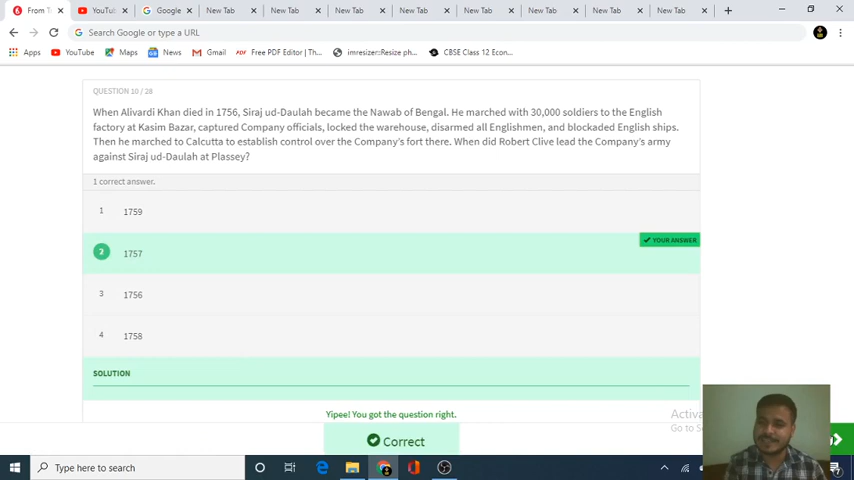 From T
YouTu
Google
New Tab
New Tab
New Tab
New Tab
New Tab
New Tab
New Tab
New Tab
Search Google or type a URL
Apps
YouTube
Gmail
Maps
News
PDF
Free PDF Editor | Th...
imresizer:Resize ph...
CBSE Class 12 Econ...
QUESTION 10 / 28
When Alivardi Khan died in 1756, Siraj ud-Daulah became the Nawab of Bengal. He marched with 30,000 soldiers to the English
factory at Kasim Bazar, captured Company officials, locked the warehouse, disarmed all Englishmen, and blockaded English ships.
Then he marched to Calcutta to establish control over the Company's fort there. When did Robert Clive lead the Company's army
against Siraj ud-Daulah at Plassey?
1 correct answer.
1 1759
YOUR ANSWER
2 1757
3 1756
4 1758
SOLUTION
Yipee! You got the question right.
Activa
Go to S
Correct
Type here to search